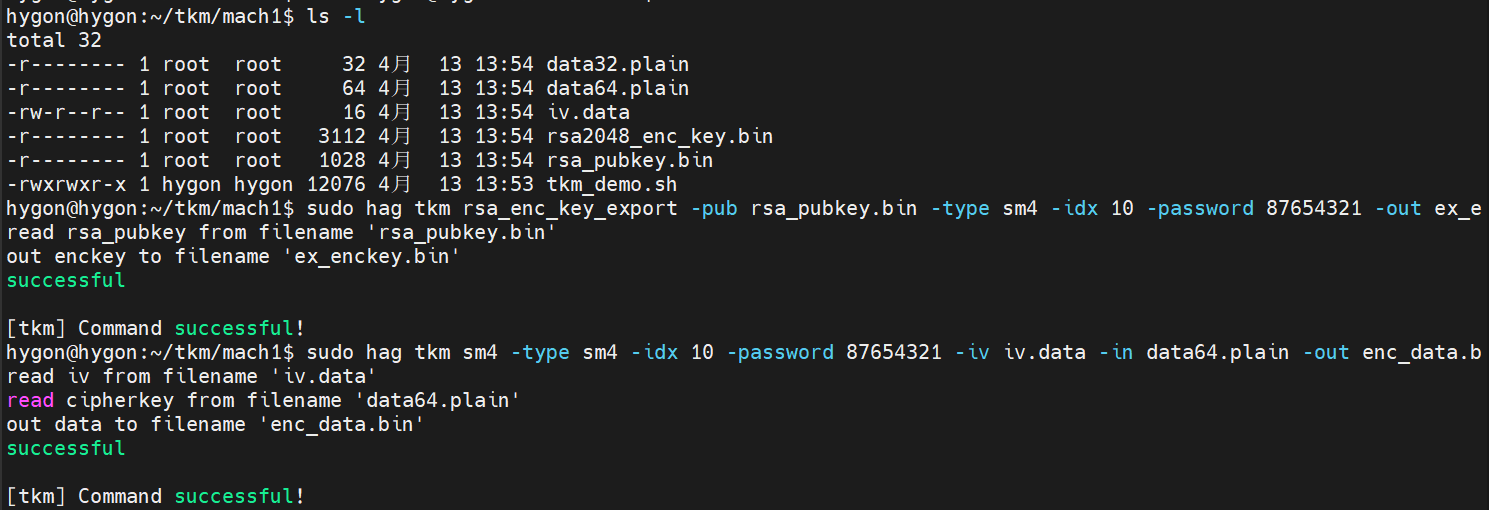 hygon@hygon:~/tkm/mach1$ ls -l
total 32
-r-------- 1 root  root     32 4月  13 13:54 data32.plain
-r-------- 1 root  root     64 4月  13 13:54 data64.plain
-rw-r--r-- 1 root  root     16 4月  13 13:54 iv.data
-r-------- 1 root  root   3112 4月  13 13:54 rsa2048_enc_key.bin
-r-------- 1 root  root   1028 4月  13 13:54 rsa_pubkey.bin
-rwxrwxr-x 1 hygon hygon 12076 4月  13 13:53 tkm_demo.sh
hygon@hygon:~/tkm/mach1$ sudo hag tkm rsa_enc_key_export -pub rsa_pubkey.bin -type sm4 -idx 10 -password 87654321 -out ex_e
read rsa_pubkey from filename 'rsa_pubkey.bin'
out enckey to filename 'ex_enckey.bin'
successful
[tkm] Command successful!
hygon@hygon:~/tkm/mach1$ sudo hag tkm sm4 -type sm4 -idx 10 -password 87654321 -iv iv.data -in data64.plain -out enc_data.b
read iv from filename 'iv.data'
read cipherkey from filename 'data64.plain'
out data to filename 'enc_data.bin'
successful
[tkm] Command successful!